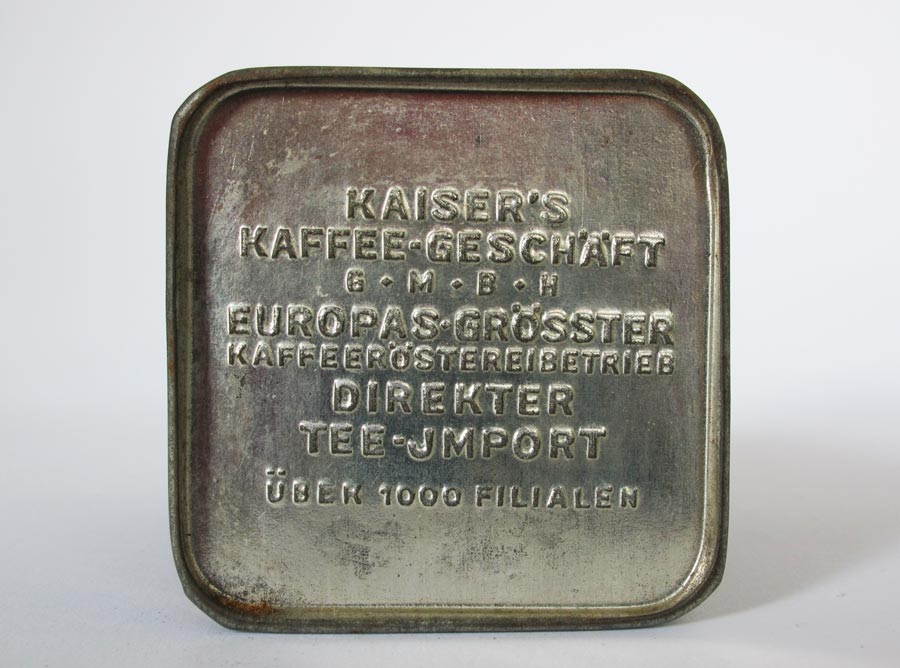 KAISER'S
KAFFEE-GESCHÄFT
G•M•B•H
EUROPAS•GRÖSSTER
KAFFEERÖSTEREIBETRIEB
DIREKTER
TEE-JMPORT
ÜBER 1000 FILIALEN